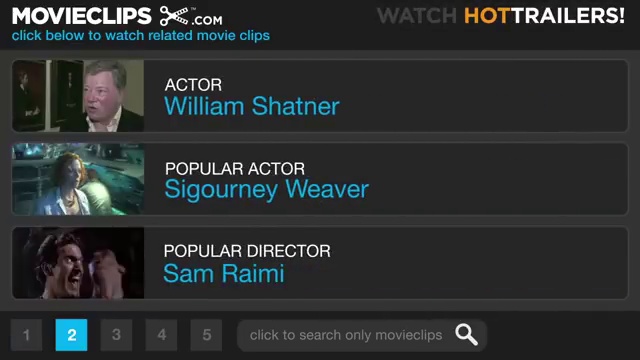 MOVIECLIPS .COM
WATCH HOTTRAILERS!
click below to watch related movie clips
ACTOR
William Shatner
POPULAR ACTOR
Sigourney Weaver
POPULAR DIRECTOR
Sam Raimi
1 2 3 4 5 click to search only movieclips